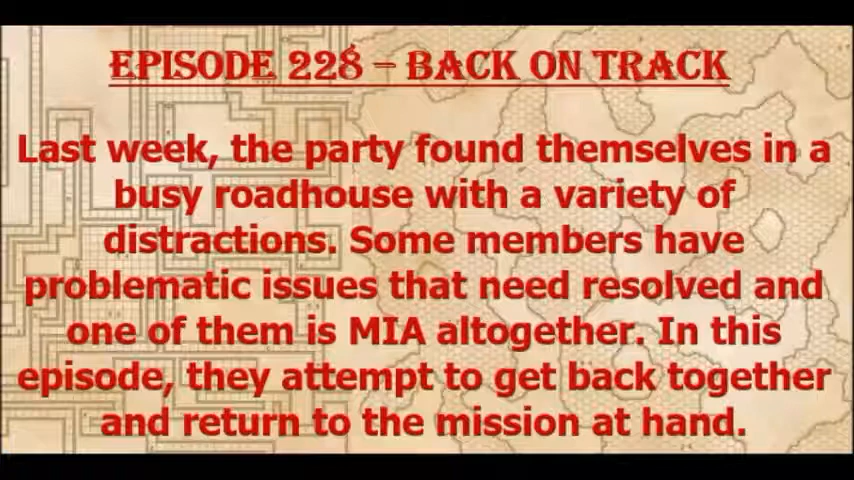 EPISODE 228 – BACK ON TRACK
Last week, the party found themselves in a
busy roadhouse with a variety of
distractions. Some members have
problematic issues that need resolved and
one of them is MIA altogether. In this
episode, they attempt to get back together
and return to the mission at hand.